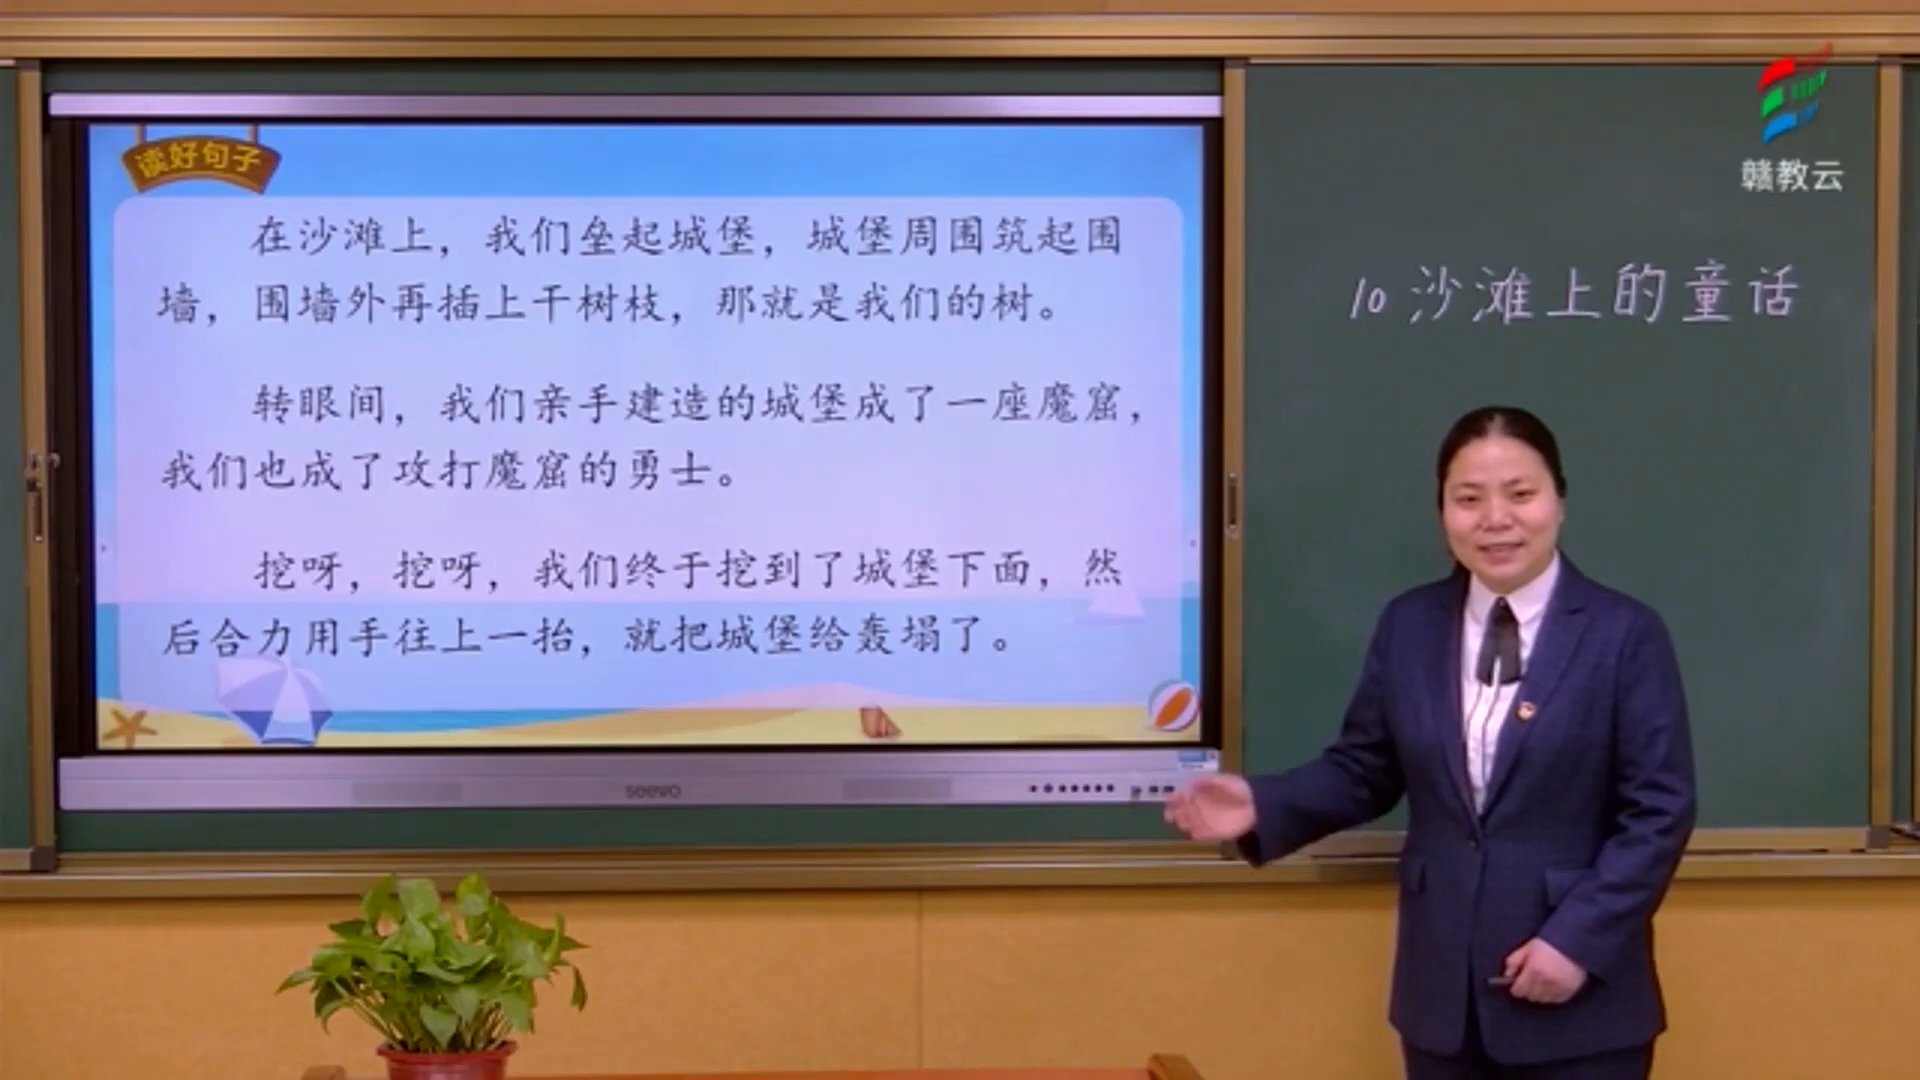 读好句子
在沙滩上，我们垒起城堡，城堡周围筑起围
墙，围墙外再插上干树枝，那就是我们的树。
转眼间，我们亲手建造的城堡成了一座魔窟，
我们也成了攻打魔窟的勇士。
挖呀，挖呀，我们终于挖到了城堡下面，然
后合力用手往上一抬，就把城堡给轰塌了。
seewo
赣教云
10 沙滩上的童话